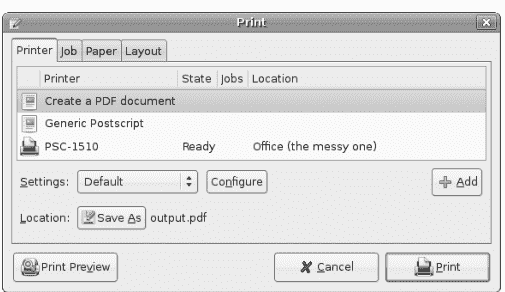 Print
Printer Job Paper Layout
Printer State Jobs Location
Create a PDF document
Generic Postscript
PSC-1510 Ready Office (the messy one)
Settings: Default Configure Add
Location: Save As output.pdf
Print Preview Cancel Print